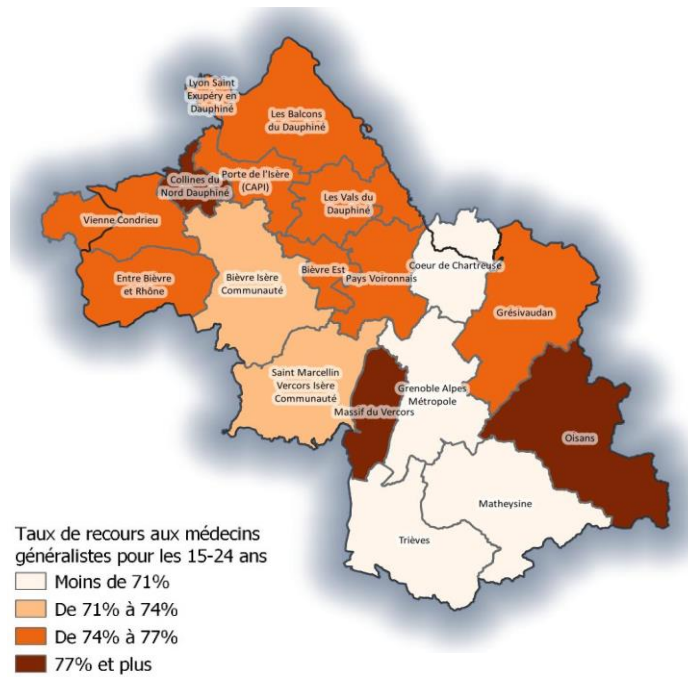 Lyon Saint
Exupéry en
Dauphiné
Les Balcons
du Dauphiné
Collines du
Nord Dauphiné
Porte de l'Isère
(CAPI)
Les Vals du
Dauphiné
Vienne Condrieu
Coeur de Chartreuse
Entre Bièvre
et Rhône
Bièvre Isère
Communauté
Bièvre Est
Pays Voironnais
Grésivaudan
Saint Marcellin
Vercors Isère
Communauté
Massif du Vercors
Grenoble Alpes
Métropole
Oisans
Matheysine
Trièves
Taux de recours aux médecins
généralistes pour les 15-24 ans
Moins de 71%
De 71% à 74%
De 74% à 77%
77% et plus